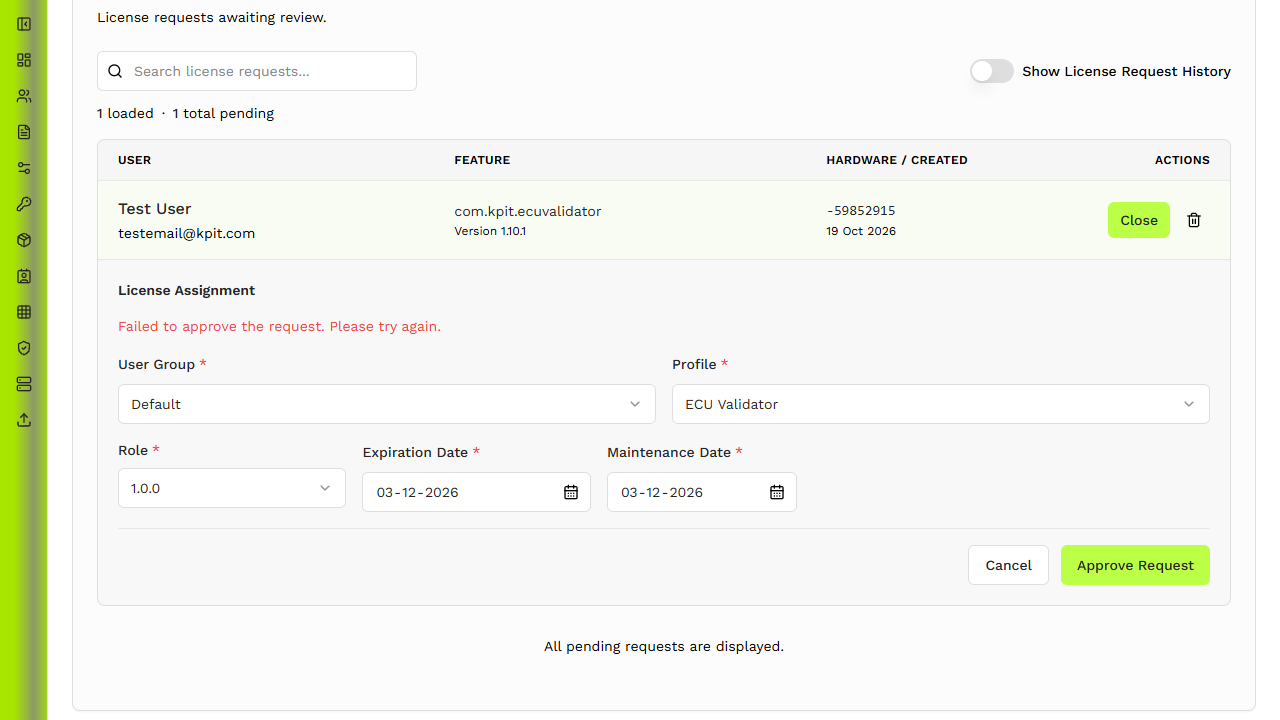 License requests awaiting review.
Search license requests...
Show License Request History
1 loaded · 1 total pending
USER FEATURE HARDWARE / CREATED ACTIONS
Test User com.kpit.ecuvalidator -59852915 Close
testemail@kpit.com Version 1.10.1 19 Oct 2026
License Assignment
Failed to approve the request. Please try again.
User Group * Profile *
Default ECU Validator
Role * Expiration Date * Maintenance Date *
1.0.0 03-12-2026 03-12-2026
Cancel Approve Request
All pending requests are displayed.